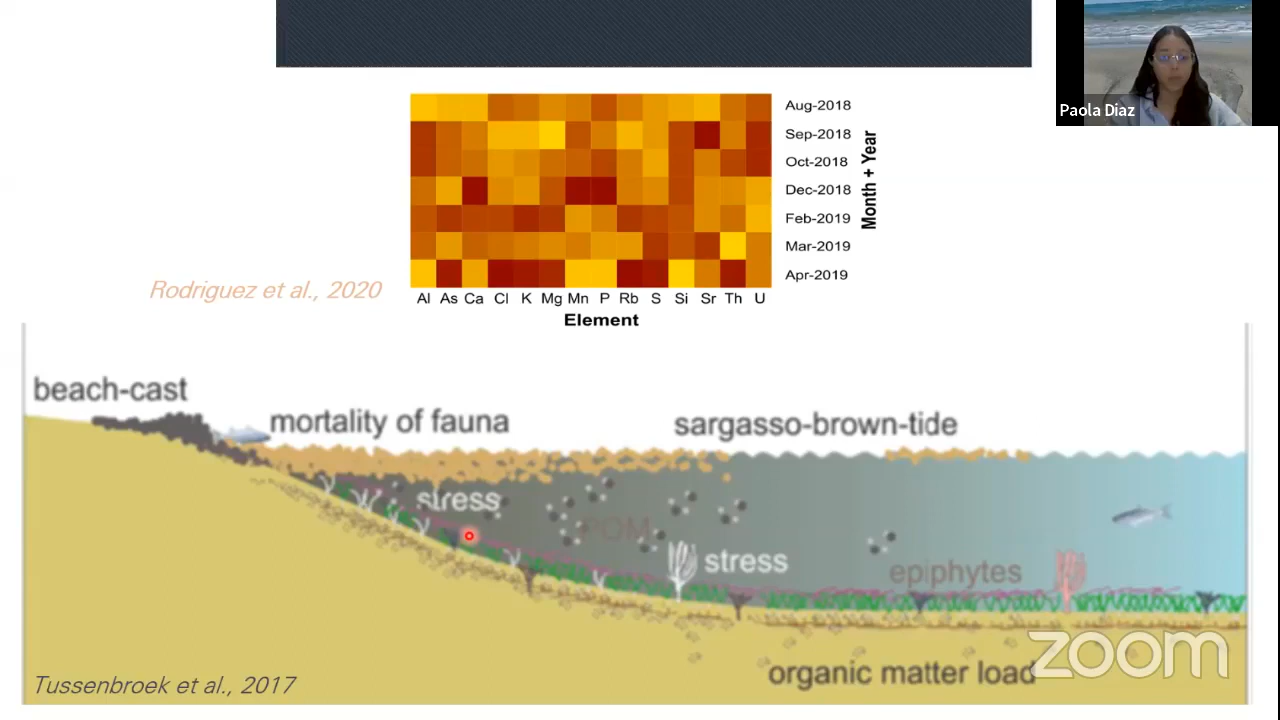 Paola Diaz
Aug-2018
Sep-2018
Oct-2018
Dec-2018
Feb-2019
Mar-2019
Apr-2019
Month + Year
Al As Ca Cl K Mg Mn P Rb S Si Sr Th U
Element
Rodriguez et al., 2020
beach-cast
mortality of fauna
sargasso-brown-tide
stress
POM
stress
epiphytes
organic matter load
zoom
Tussenbroek et al., 2017